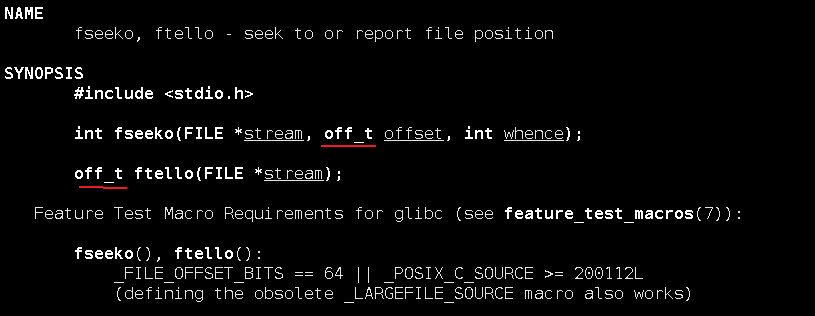 NAME
fseeko, ftello - seek to or report file position
SYNOPSIS
#include <stdio.h>
int fseeko(FILE *stream, off_t offset, int whence);
off_t ftello(FILE *stream);
Feature Test Macro Requirements for glibc (see feature_test_macros(7)):
fseeko(), ftello():
_FILE_OFFSET_BITS == 64 || _POSIX_C_SOURCE >= 200112L
(defining the obsolete _LARGEFILE_SOURCE macro also works)